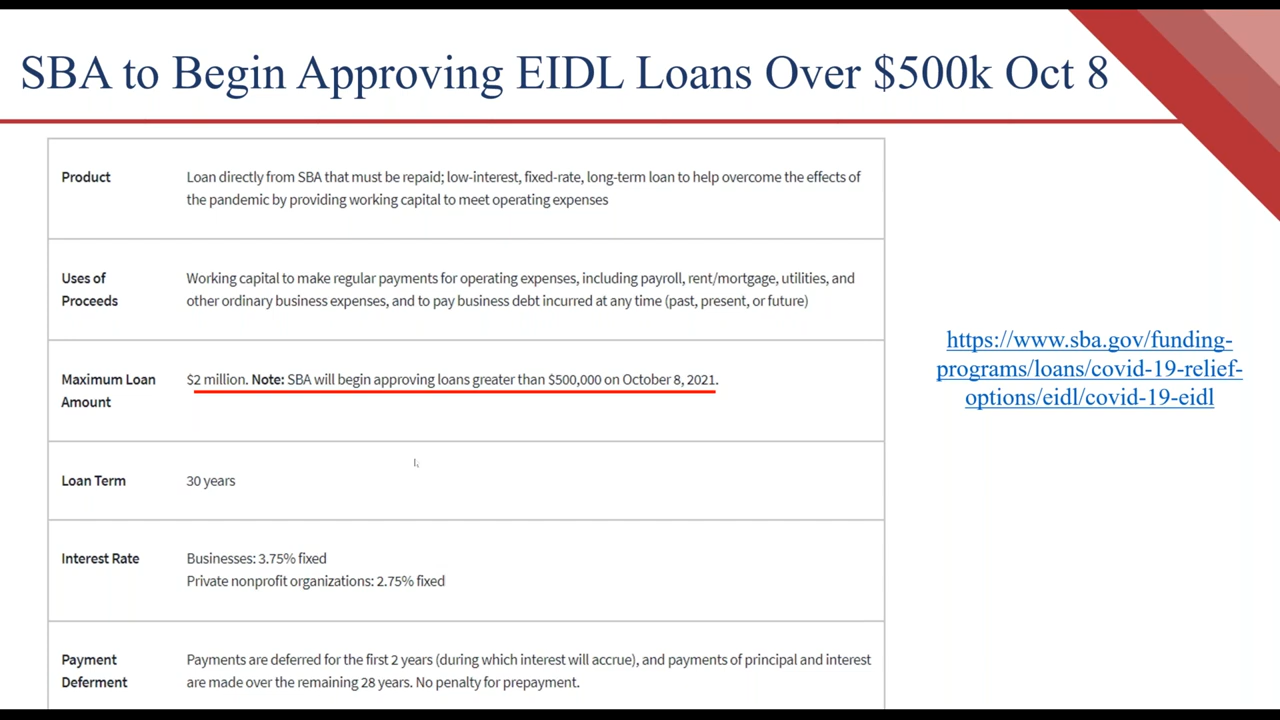 SBA to Begin Approving EIDL Loans Over $500k Oct 8
Product
Loan directly from SBA that must be repaid; low-interest, fixed-rate, long-term loan to help overcome the effects of
the pandemic by providing working capital to meet operating expenses
Uses of
Proceeds
Working capital to make regular payments for operating expenses, including payroll, rent/mortgage, utilities, and
other ordinary business expenses, and to pay business debt incurred at any time (past, present, or future)
Maximum Loan
Amount
$2 million. Note: SBA will begin approving loans greater than $500,000 on October 8, 2021.
Loan Term
30 years
Interest Rate
Businesses: 3.75% fixed
Private nonprofit organizations: 2.75% fixed
Payment
Deferment
Payments are deferred for the first 2 years (during which interest will accrue), and payments of principal and interest
are made over the remaining 28 years. No penalty for prepayment.
https://www.sba.gov/funding-
programs/loans/covid-19-relief-
options/eidl/covid-19-eidl